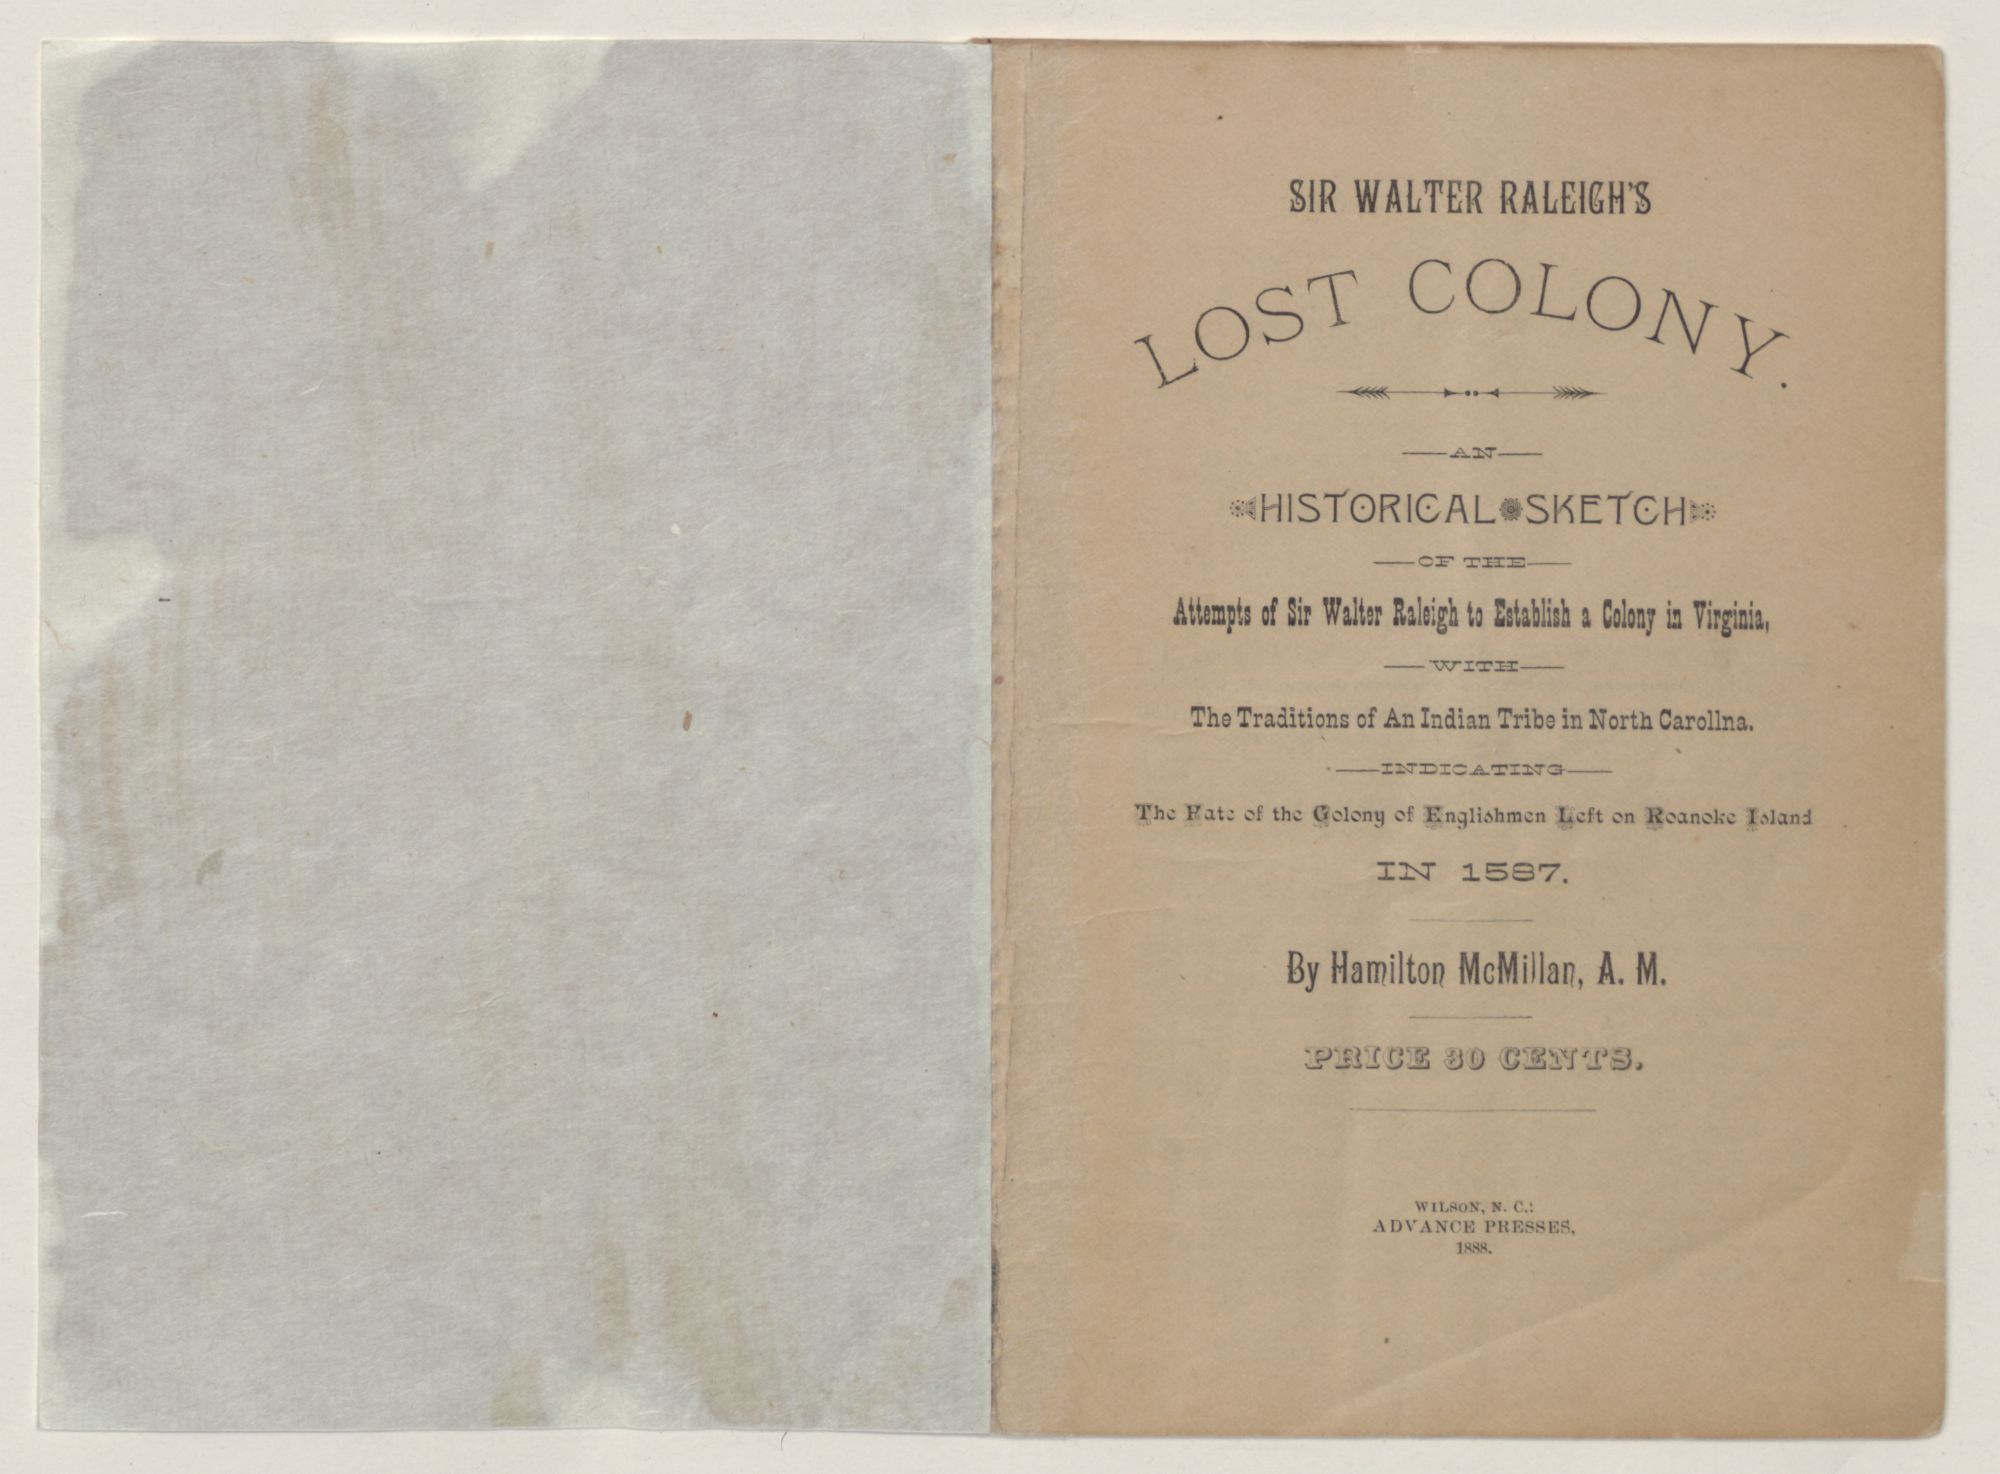 SIR WALTER RALEIGH'S
LOST COLONY.
AN
HISTORICAL SKETCH
OF THE
Attempts of Sir Walter Raleigh to Establish a Colony in Virginia,
WITH
The Traditions of An Indian Tribe in North Carollna.
INDICATING
The Fate of the Colony of Englishmen Left on Roanoke Island
IN 1587.
By Hamilton McMillan, A. M.
PRICE 30 CENTS.
WILSON, N. C.:
ADVANCE PRESSES,
1888.